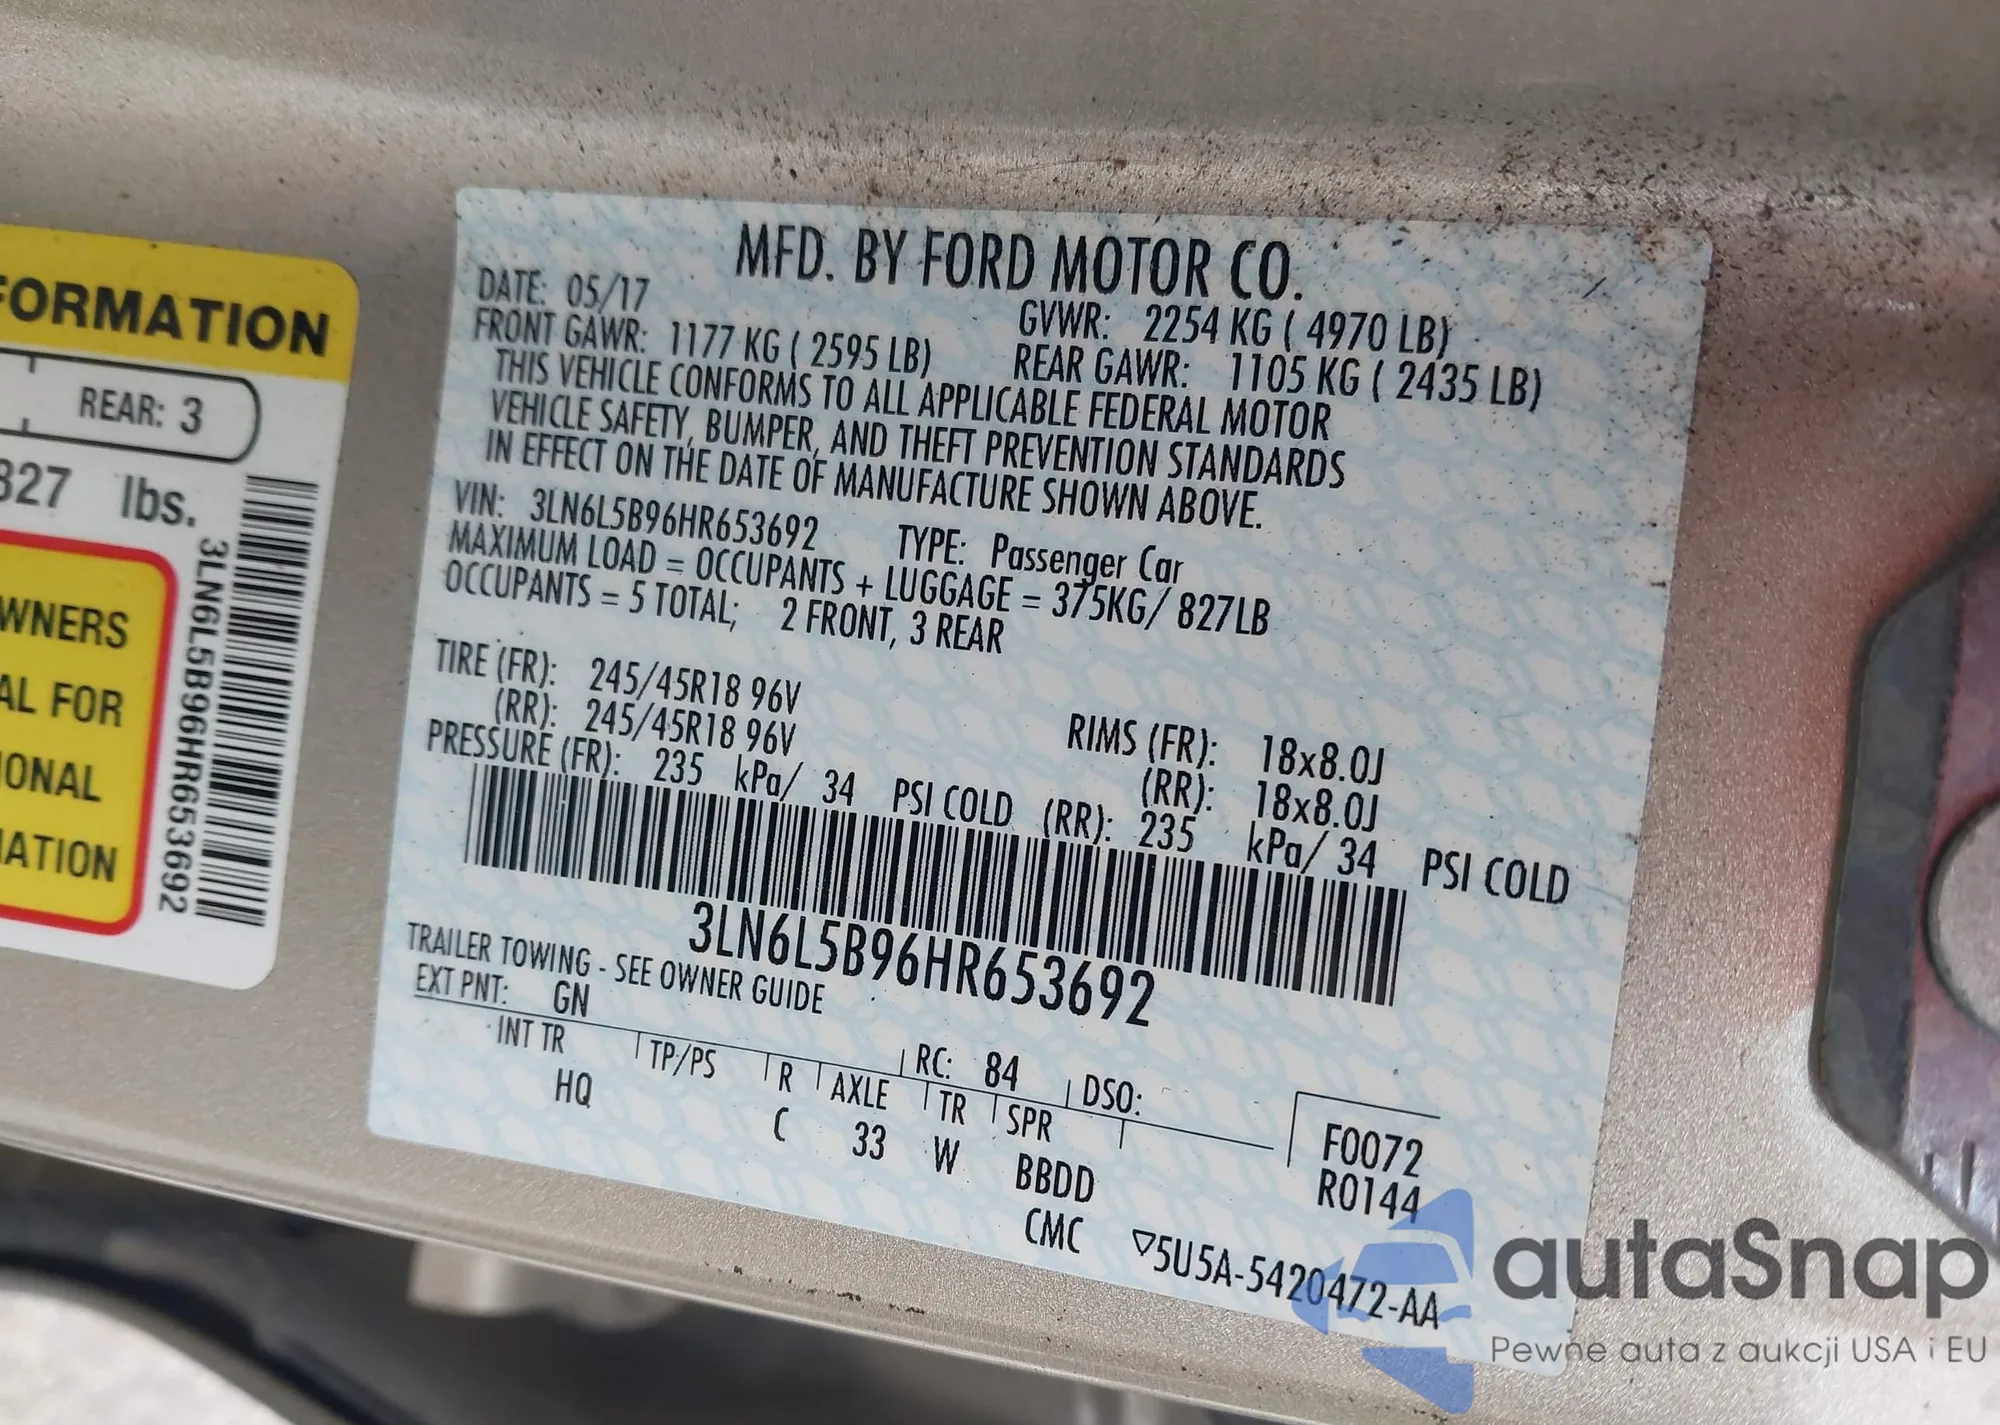 FORMATION
REAR: 3
827 lbs.
WNERS
AL FOR
IONAL
MATION
3LN6L5B96HR653692
MFD. BY FORD MOTOR CO.
DATE: 05/17 GVWR: 2254 KG ( 4970 LB)
FRONT GAWR: 1177 KG ( 2595 LB) REAR GAWR: 1105 KG ( 2435 LB)
THIS VEHICLE CONFORMS TO ALL APPLICABLE FEDERAL MOTOR
VEHICLE SAFETY, BUMPER, AND THEFT PREVENTION STANDARDS
IN EFFECT ON THE DATE OF MANUFACTURE SHOWN ABOVE.
VIN: 3LN6L5B96HR653692 TYPE: Passenger Car
MAXIMUM LOAD = OCCUPANTS + LUGGAGE = 375KG/ 827LB
OCCUPANTS = 5 TOTAL; 2 FRONT, 3 REAR
TIRE (FR): 245/45R18 96V RIMS (FR): 18x8.0J
(RR): 245/45R18 96V (RR): 18x8.0J
PRESSURE (FR): 235 kPa/ 34 PSI COLD (RR): 235 kPa/ 34 PSI COLD
3LN6L5B96HR653692
TRAILER TOWING - SEE OWNER GUIDE
EXT PNT: GN RC: 84 DSO:
INT TR TP/PS R AXLE TR SPR F0072
HQ C 33 W BBDD R0144
CMC ▽5U5A-5420472-AA
autaSnap
Pewne auta z aukcji USA i EU